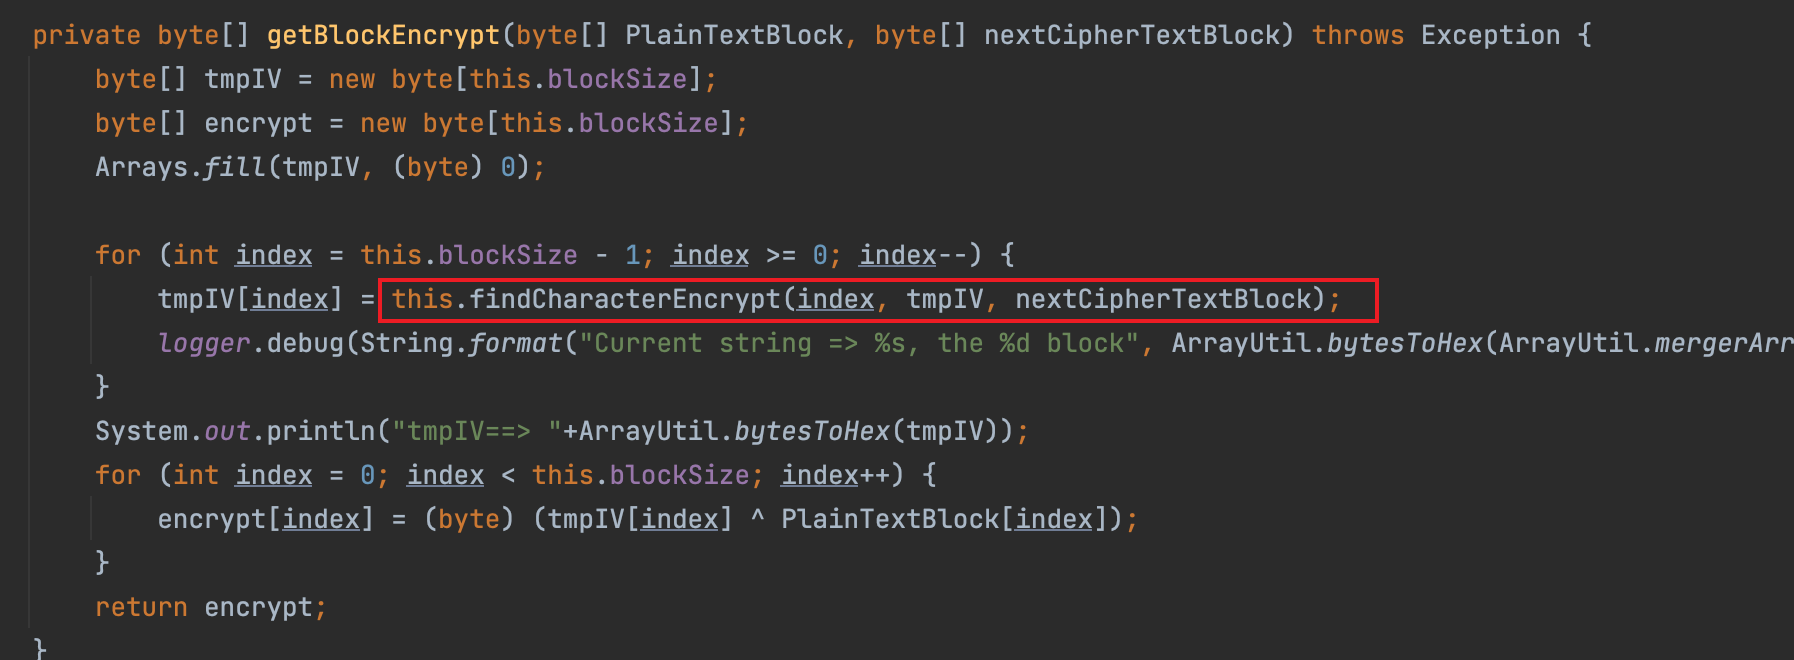 private byte[] getBlockEncrypt(byte[] PlainTextBlock, byte[] nextCipherTextBlock) throws Exception {
byte[] tmpIV = new byte[this.blockSize];
byte[] encrypt = new byte[this.blockSize];
Arrays.fill(tmpIV, (byte) 0);
for (int index = this.blockSize - 1; index >= 0; index--) {
tmpIV[index] = this.findCharacterEncrypt(index, tmpIV, nextCipherTextBlock);
logger.debug(String.format("Current string => %s, the %d block", ArrayUtil.bytesToHex(ArrayUtil.mergerArr
}
System.out.println("tmpIV==> "+ArrayUtil.bytesToHex(tmpIV));
for (int index = 0; index < this.blockSize; index++) {
encrypt[index] = (byte) (tmpIV[index] ^ PlainTextBlock[index]);
}
return encrypt;
}